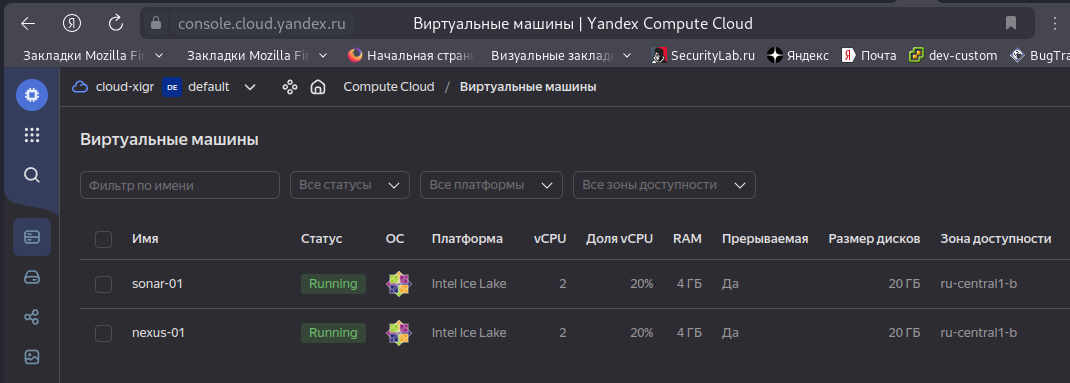 Я console.cloud.yandex.ru Виртуальные машины | Yandex Compute Cloud
Закладки Mozilla Fir Закладки Mozilla Fir Начальная стран Визуальные заклад SecurityLab.ru Яндекс Я Почта dev-custom BugTra
cloud-xigr DE default Compute Cloud / Виртуальные машины
Виртуальные машины
Фильтр по имени Все статусы Все платформы Все зоны доступности
Имя Статус ОС Платформа vCPU Доля vCPU RAM Прерываемая Размер дисков Зона доступности
sonar-01 Running Intel Ice Lake 2 20% 4 ГБ Да 20 ГБ ru-central1-b
nexus-01 Running Intel Ice Lake 2 20% 4 ГБ Да 20 ГБ ru-central1-b